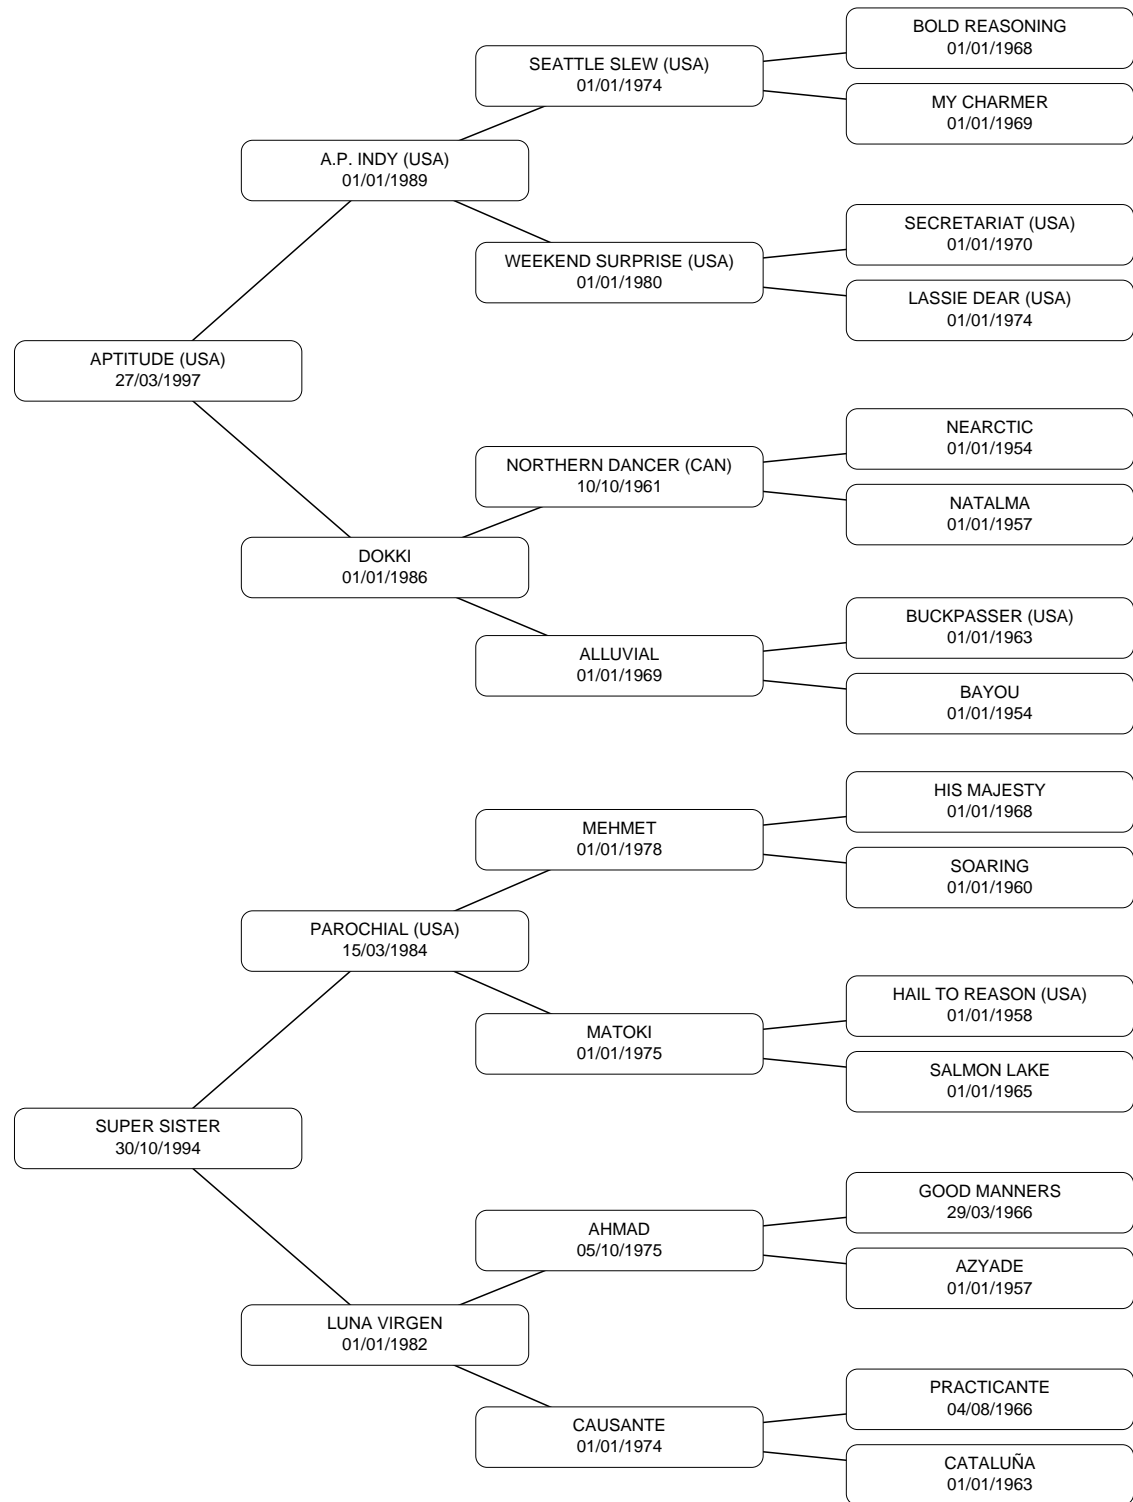 BOLD REASONING
01/01/1968
SEATTLE SLEW (USA)
01/01/1974
MY CHARMER
01/01/1969
A.P. INDY (USA)
01/01/1989
SECRETARIAT (USA)
01/01/1970
WEEKEND SURPRISE (USA)
01/01/1980
LASSIE DEAR (USA)
01/01/1974
APTITUDE (USA)
27/03/1997
NEARCTIC
01/01/1954
NORTHERN DANCER (CAN)
10/10/1961
NATALMA
01/01/1957
DOKKI
01/01/1986
BUCKPASSER (USA)
01/01/1963
ALLUVIAL
01/01/1969
BAYOU
01/01/1954
HIS MAJESTY
01/01/1968
MEHMET
01/01/1978
SOARING
01/01/1960
PAROCHIAL (USA)
15/03/1984
HAIL TO REASON (USA)
01/01/1958
MATOKI
01/01/1975
SALMON LAKE
01/01/1965
SUPER SISTER
30/10/1994
GOOD MANNERS
29/03/1966
AHMAD
05/10/1975
AZYADE
01/01/1957
LUNA VIRGEN
01/01/1982
PRACTICANTE
04/08/1966
CAUSANTE
01/01/1974
CATALUÑA
01/01/1963